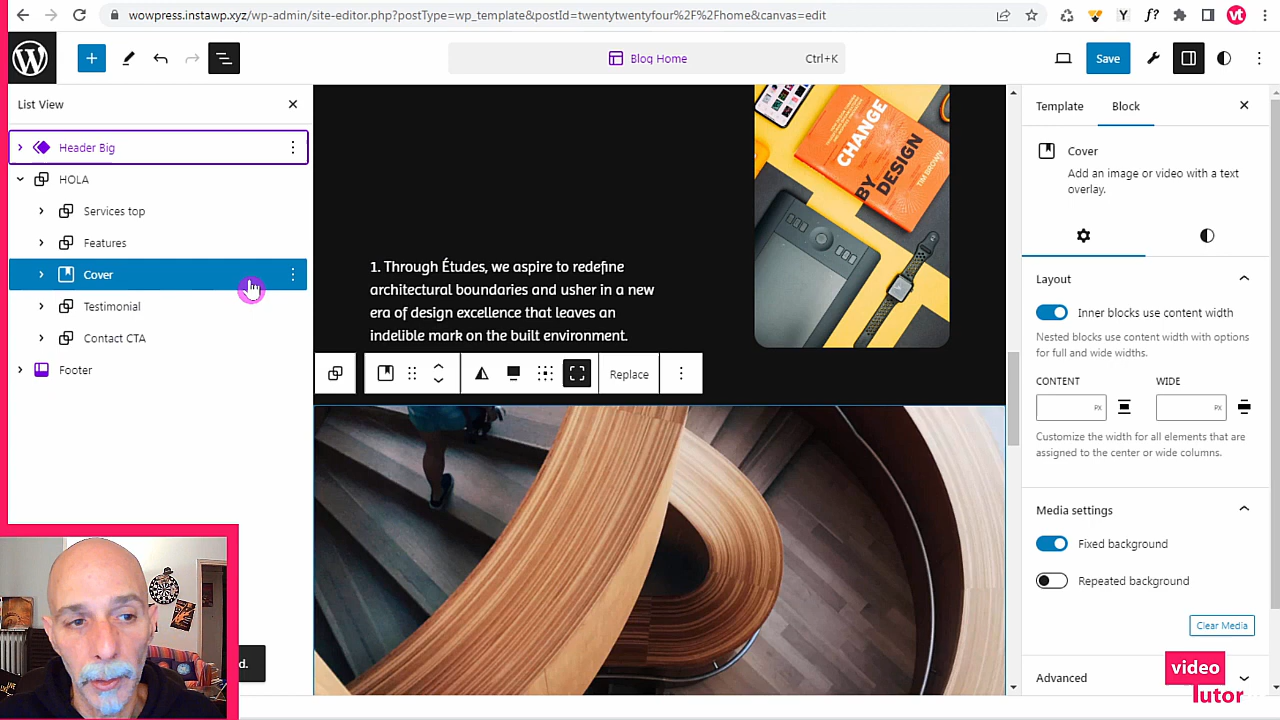 wowpress.instawp.xyz/wp-admin/site-editor.php?postType=wp_template&postId=twentytwentyfour%2F%2Fhome&canvas=edit
Blog Home
Ctrl+K
Save
List View
Header Big
HOLA
Services top
Features
Cover
Testimonial
Contact CTA
Footer
CHANGE
BY
DESIGN
TIM BROWN
1. Through Études, we aspire to redefine
architectural boundaries and usher in a new
era of design excellence that leaves an
indelible mark on the built environment.
Replace
Template
Block
Cover
Add an image or video with a text
overlay.
Layout
Inner blocks use content width
Nested blocks use content width with options
for full and wide widths.
CONTENT
WIDE
PX
PX
Customize the width for all elements that are
assigned to the center or wide columns.
Media settings
Fixed background
Repeated background
Clear Media
Advanced
d.
video
Tutor
vt